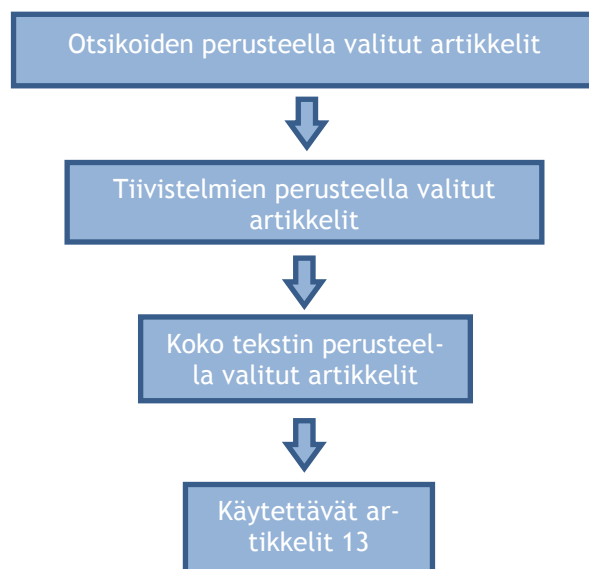 Otsikoiden perusteella valitut artikkelit
Tiivistelmien perusteella valitut
artikkelit
Koko tekstin perusteel-
la valitut artikkelit
Käytettävät ar-
tikkelit 13